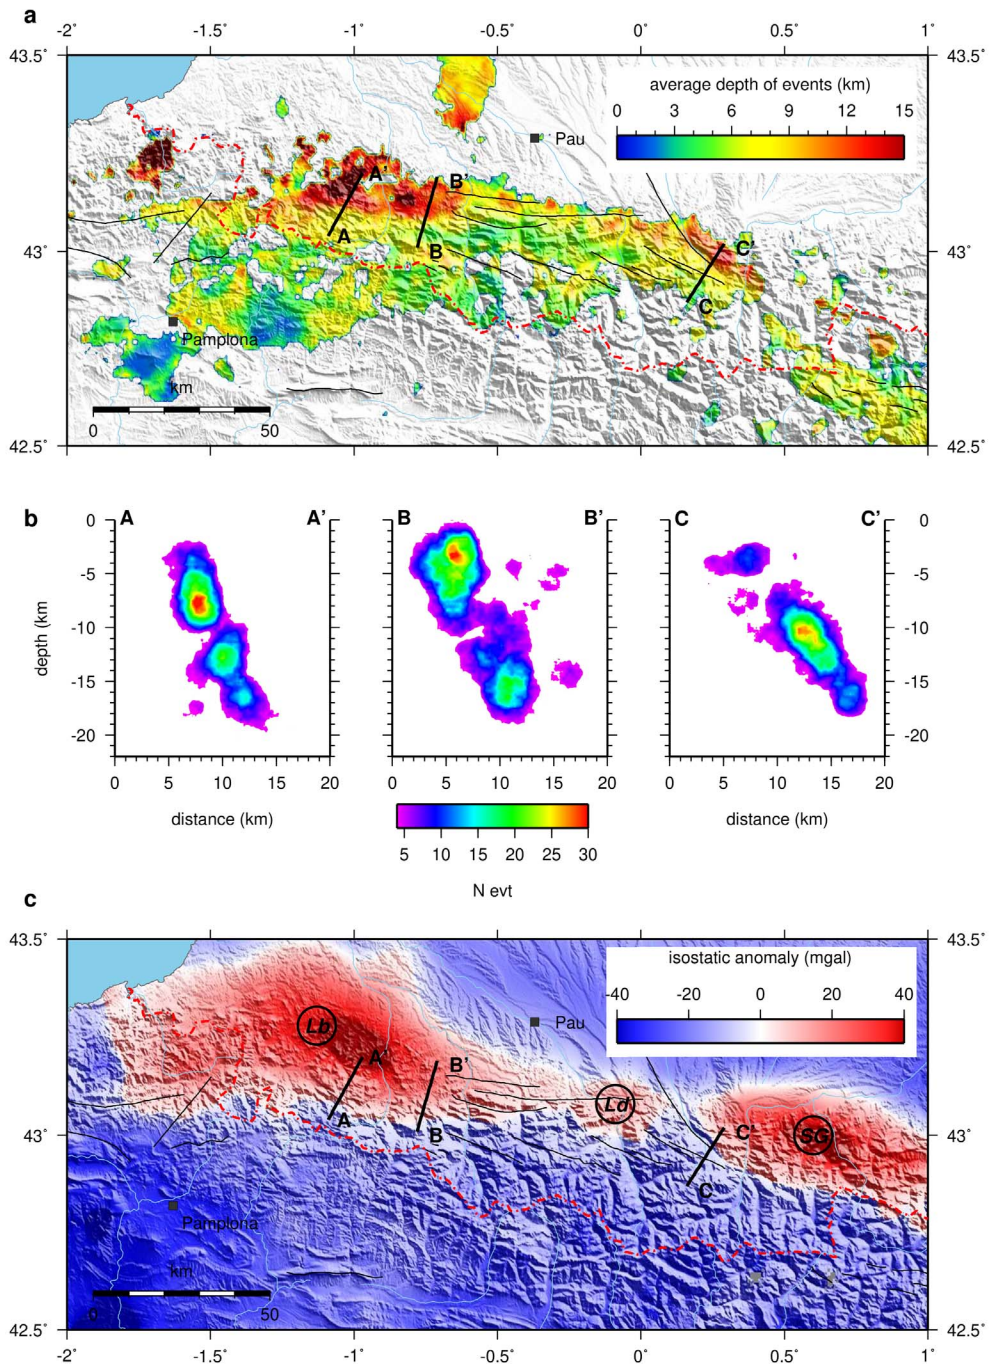 a
-2° -1.5° -1° -0.5° 0° 0.5° 1°
43.5° 43.5°
average depth of events (km)
0 3 6 9 12 15
Pau
A'
B'
43° 43°
A
B
C'
C
Pamplona
km
0 50
42.5° 42.5°
b
A A' B B' C C'
0 0
-5 -5
-10 -10
-15 -15
-20 -20
depth (km)
0 5 10 15 20 0 5 10 15 20 0 5 10 15 20
distance (km) distance (km)
5 10 15 20 25 30
N evt
c
43.5° 43.5°
isostatic anomaly (mgal)
-40 -20 0 20 40
Lb
Pau
A'
B'
Ld
A
B
43° 43°
C'
SG
C
Pamplona
km
0 50
42.5° 42.5°
-2° -1.5° -1° -0.5° 0° 0.5° 1°